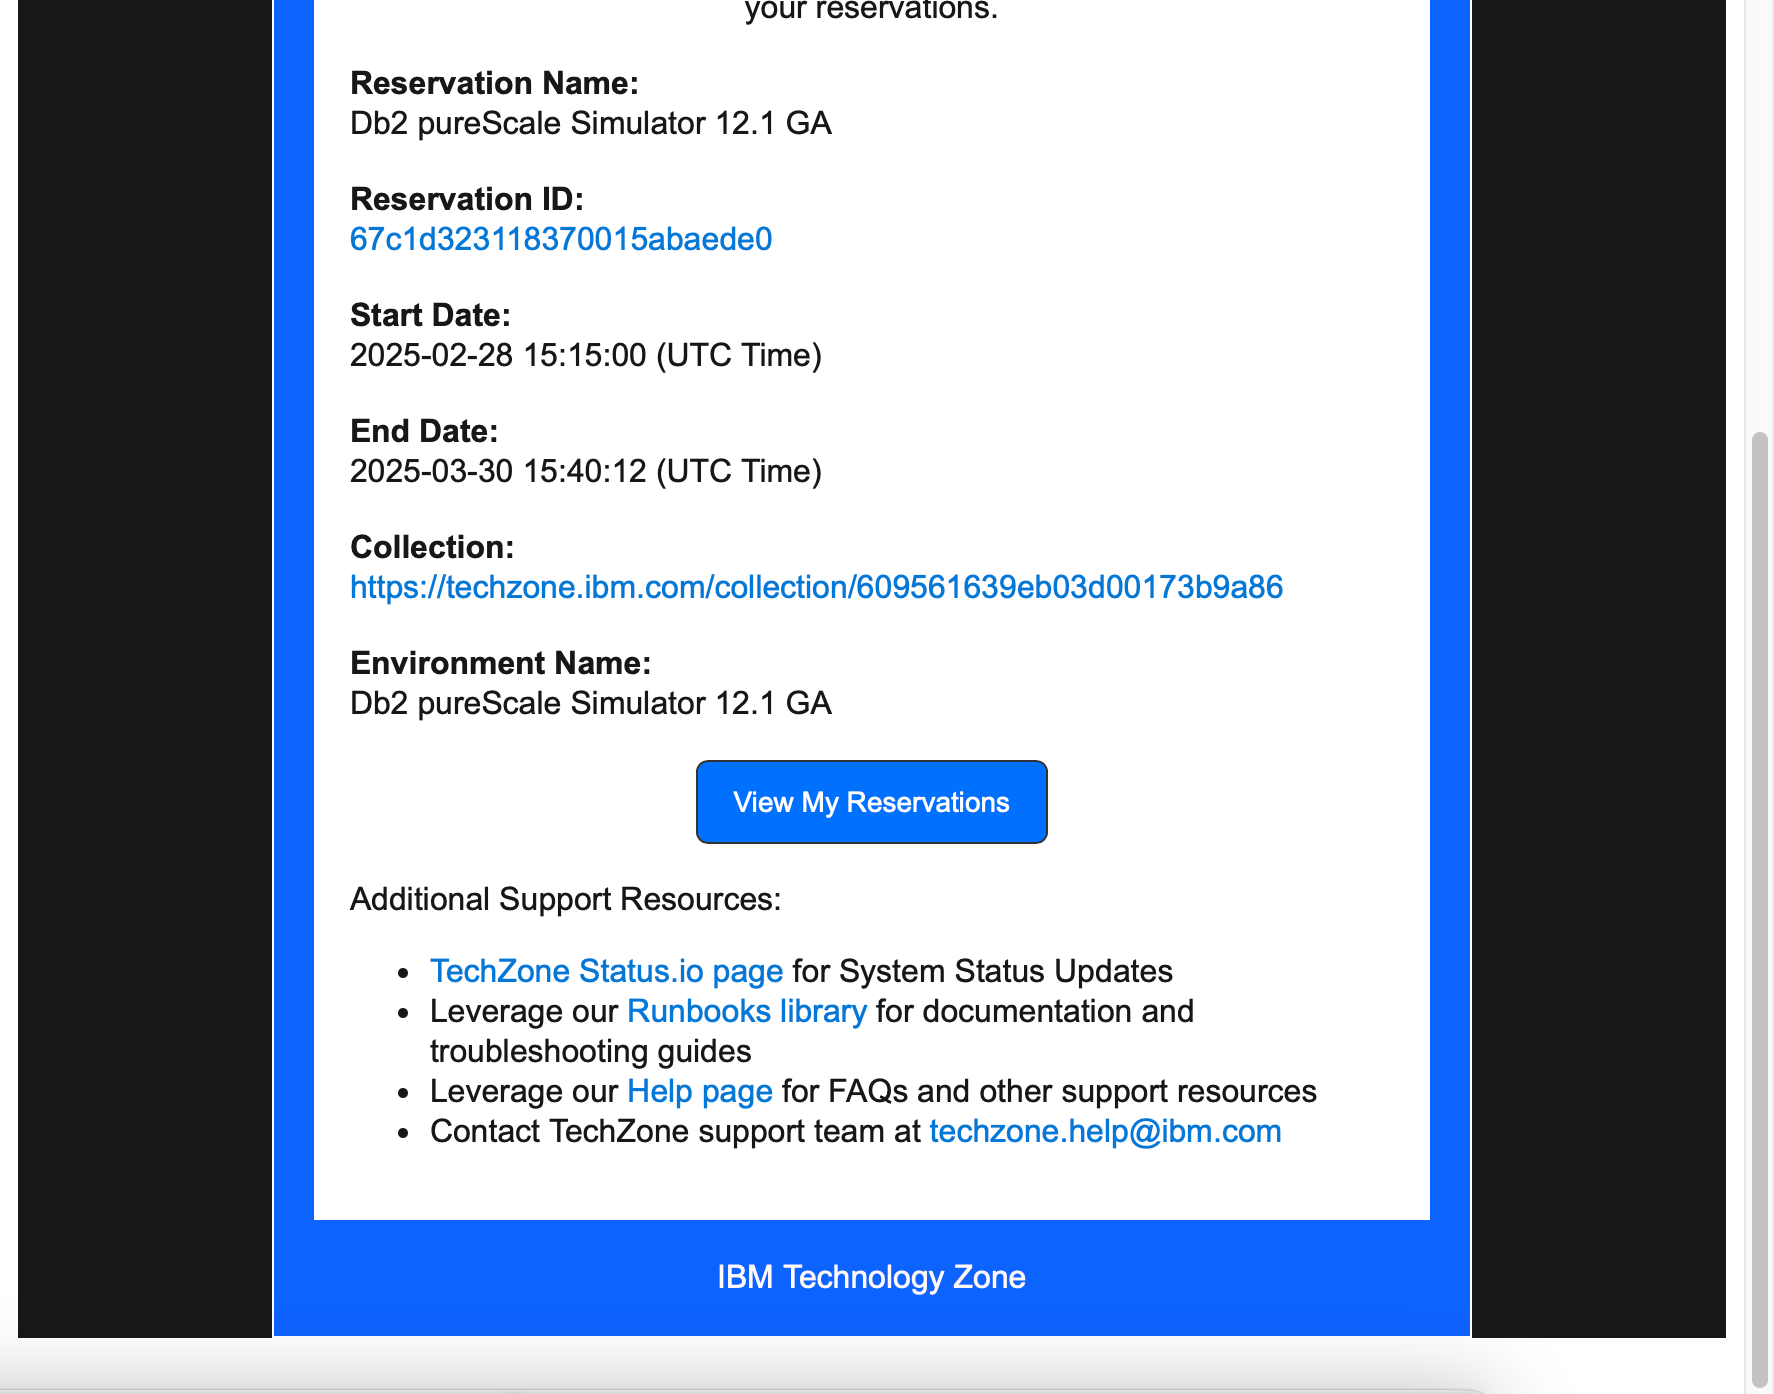 your reservations.
Reservation Name:
Db2 pureScale Simulator 12.1 GA
Reservation ID:
67c1d323118370015abaede0
Start Date:
2025-02-28 15:15:00 (UTC Time)
End Date:
2025-03-30 15:40:12 (UTC Time)
Collection:
https://techzone.ibm.com/collection/609561639eb03d00173b9a86
Environment Name:
Db2 pureScale Simulator 12.1 GA
View My Reservations
Additional Support Resources:
• TechZone Status.io page for System Status Updates
• Leverage our Runbooks library for documentation and
troubleshooting guides
• Leverage our Help page for FAQs and other support resources
• Contact TechZone support team at techzone.help@ibm.com
IBM Technology Zone